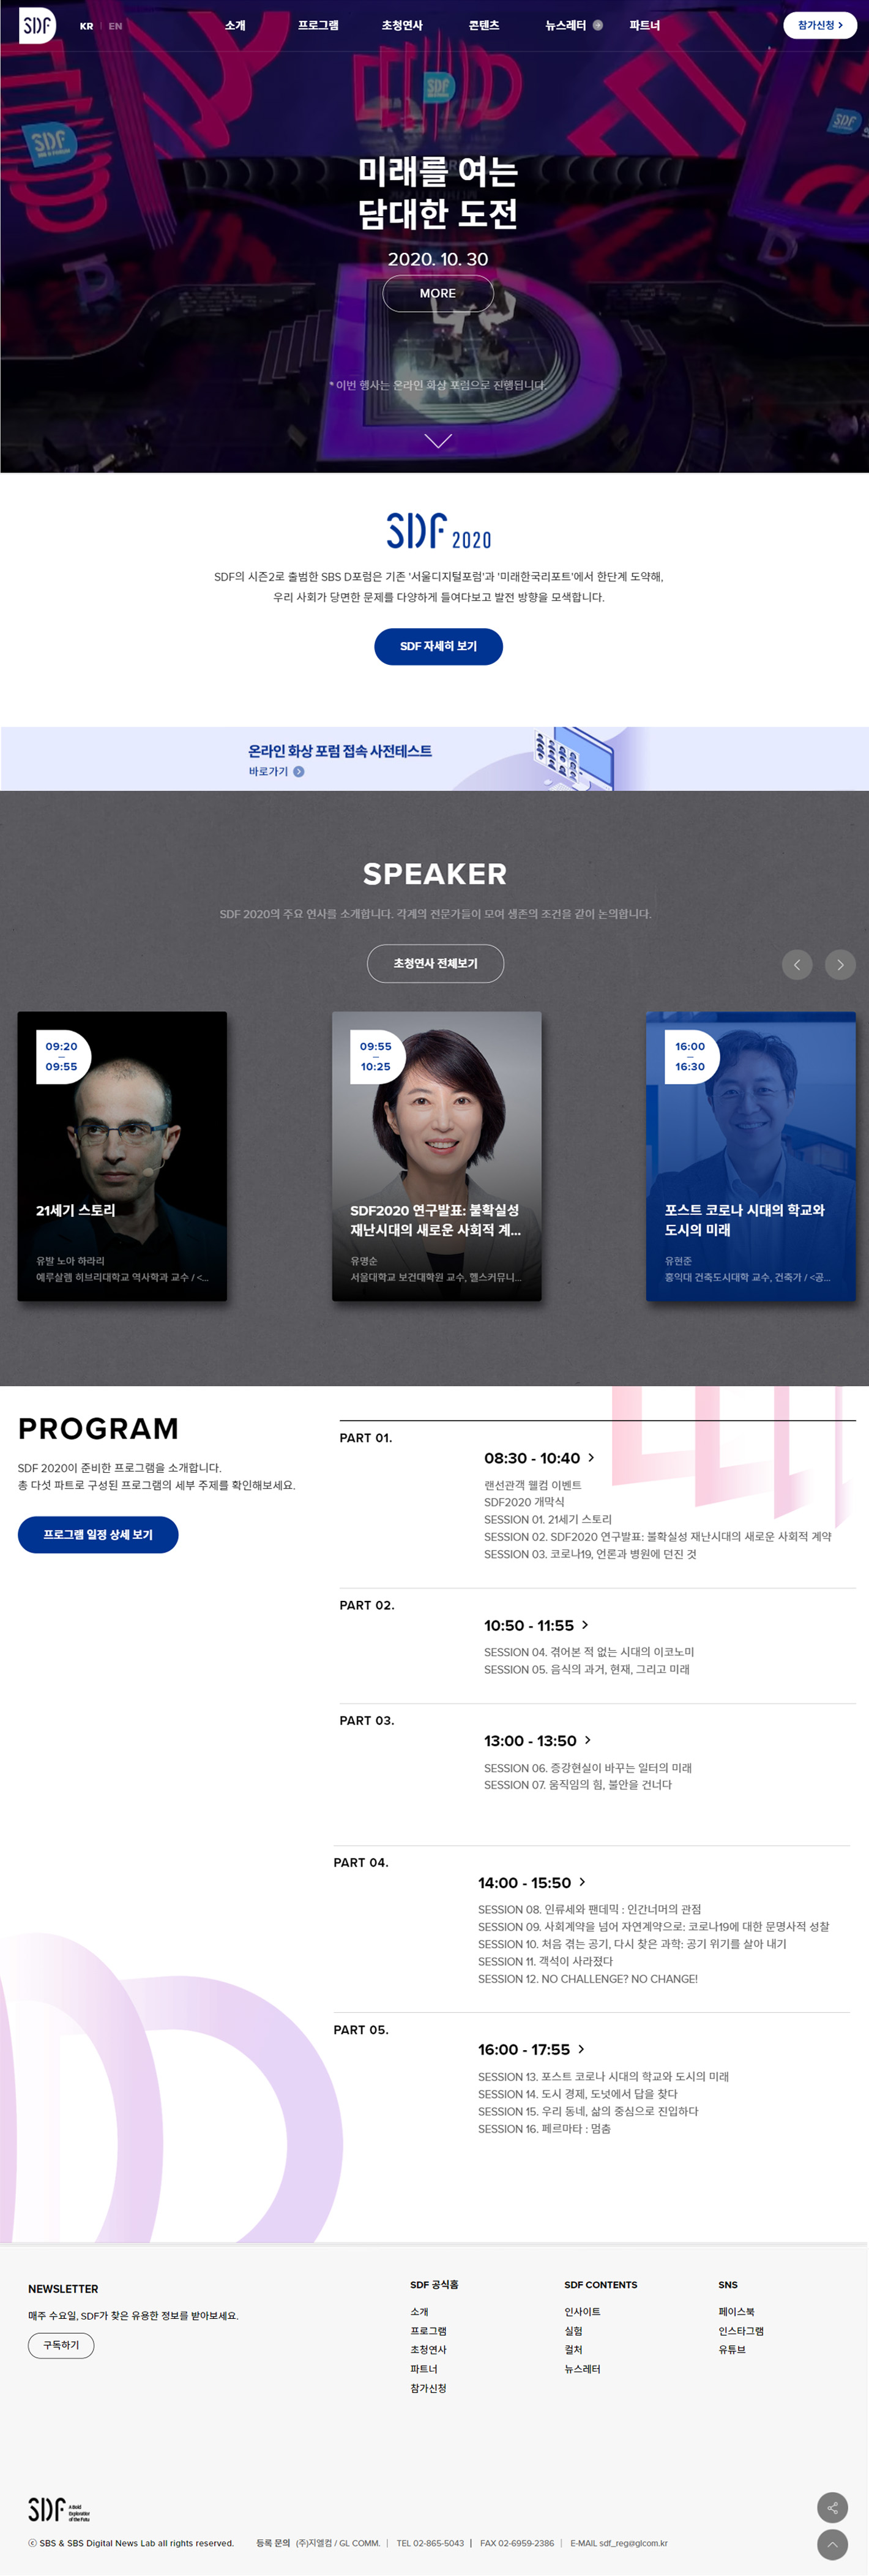 SDF
KR | EN
소개
프로그램
초청연사
콘텐츠
뉴스레터
파트너
참가신청
SDF
SDF
SDF
미래를 여는
담대한 도전
2020. 10. 30
MORE
* 이번 행사는 온라인 화상 포럼으로 진행됩니다.
SDF 2020
SDF의 시즌2로 출범한 SBS D포럼은 기존 '서울디지털포럼'과 '미래한국리포트'에서 한단계 도약해,
우리 사회가 당면한 문제를 다양하게 들여다보고 발전 방향을 모색합니다.
SDF 자세히 보기
온라인 화상 포럼 접속 사전테스트
바로가기
SPEAKER
SDF 2020의 주요 연사를 소개합니다. 각계의 전문가들이 모여 생존의 조건을 같이 논의합니다.
초청연사 전체보기
09:20
–
09:55
21세기 스토리
유발 노아 하라리
예루살렘 히브리대학교 역사학과 교수 / <...
09:55
–
10:25
SDF2020 연구발표: 불확실성
재난시대의 새로운 사회적 계...
유명순
서울대학교 보건대학원 교수, 헬스커뮤니...
16:00
–
16:30
포스트 코로나 시대의 학교와
도시의 미래
유현준
홍익대 건축도시대학 교수, 건축가 / <공...
PROGRAM
SDF 2020이 준비한 프로그램을 소개합니다.
총 다섯 파트로 구성된 프로그램의 세부 주제를 확인해보세요.
프로그램 일정 상세 보기
PART 01.
08:30 - 10:40
랜선관객 웰컴 이벤트
SDF2020 개막식
SESSION 01. 21세기 스토리
SESSION 02. SDF2020 연구발표: 불확실성 재난시대의 새로운 사회적 계약
SESSION 03. 코로나19, 언론과 병원에 던진 것
PART 02.
10:50 - 11:55
SESSION 04. 겪어본 적 없는 시대의 이코노미
SESSION 05. 음식의 과거, 현재, 그리고 미래
PART 03.
13:00 - 13:50
SESSION 06. 증강현실이 바꾸는 일터의 미래
SESSION 07. 움직임의 힘, 불안을 건너다
PART 04.
14:00 - 15:50
SESSION 08. 인류세와 팬데믹 : 인간너머의 관점
SESSION 09. 사회계약을 넘어 자연계약으로: 코로나19에 대한 문명사적 성찰
SESSION 10. 처음 겪는 공기, 다시 찾은 과학: 공기 위기를 살아 내기
SESSION 11. 객석이 사라졌다
SESSION 12. NO CHALLENGE? NO CHANGE!
PART 05.
16:00 - 17:55
SESSION 13. 포스트 코로나 시대의 학교와 도시의 미래
SESSION 14. 도시 경제, 도넛에서 답을 찾다
SESSION 15. 우리 동네, 삶의 중심으로 진입하다
SESSION 16. 페르마타 : 멈춤
NEWSLETTER
매주 수요일, SDF가 찾은 유용한 정보를 받아보세요.
구독하기
SDF 공식홈
소개
프로그램
초청연사
파트너
참가신청
SDF CONTENTS
인사이트
실험
컬처
뉴스레터
SNS
페이스북
인스타그램
유튜브
SDF A Bold Exploration of the Futu
ⓒ SBS & SBS Digital News Lab all rights reserved.
등록 문의 (주)지엘컴 / GL COMM. | TEL 02-865-5043 | FAX 02-6959-2386 | E-MAIL sdf_reg@glcom.kr